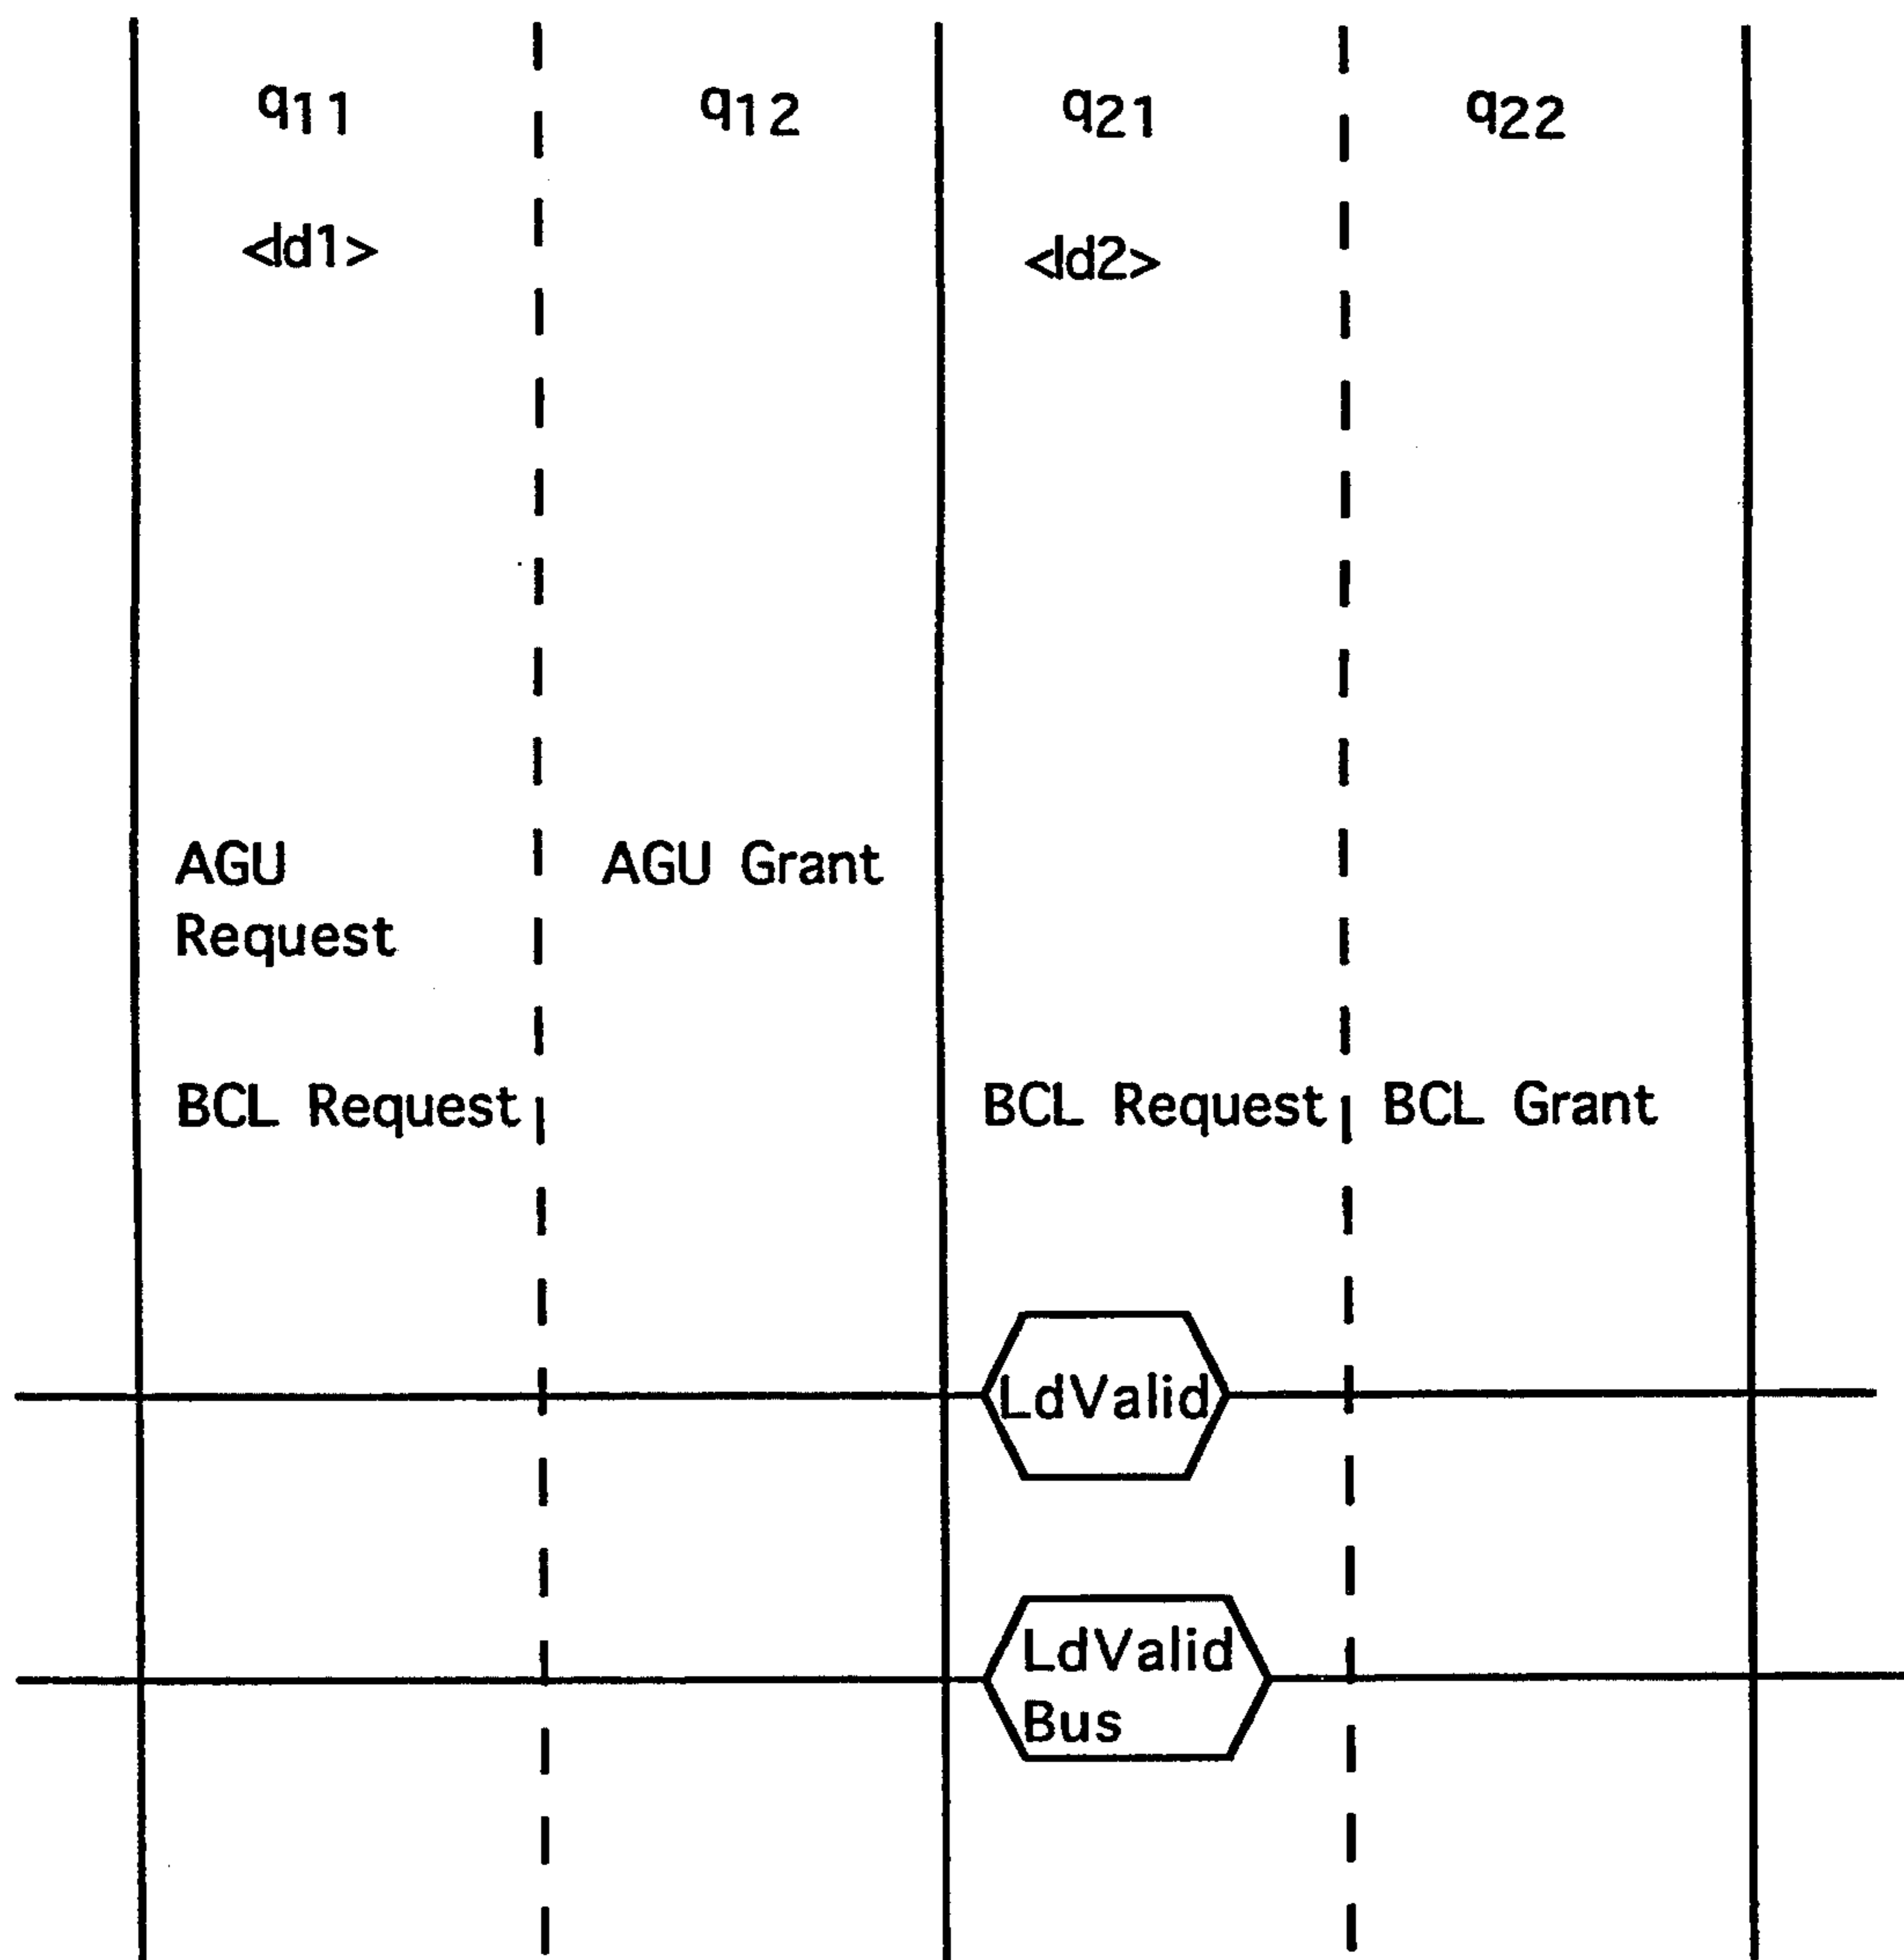 q11 q12 q21 q22
<ld1> <ld2>
AGU AGU Grant
Request
BCL Request BCL Request BCL Grant
LdValid
LdValid
Bus